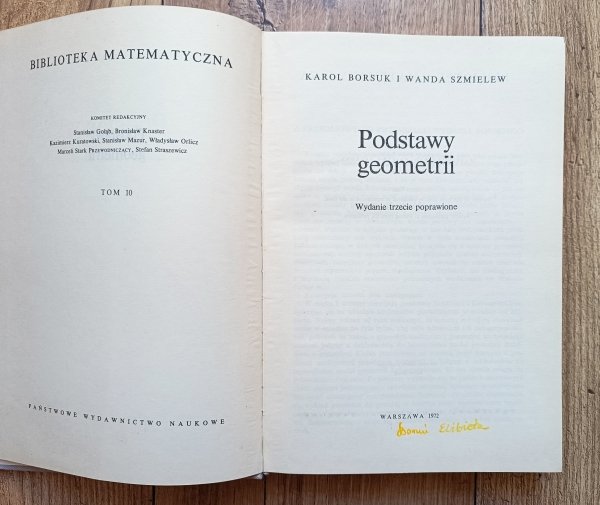 BIBLIOTEKA MATEMATYCZNA
KOMITET REDAKCYJNY
Stanisław Gołąb, Bronisław Knaster
Kazimierz Kuratowski, Stanisław Mazur, Władysław Orlicz
Marceli Stark PRZEWODNICZĄCY, Stefan Straszewicz
TOM 10
PAŃSTWOWE WYDAWNICTWO NAUKOWE
KAROL BORSUK I WANDA SZMIELEW
Podstawy
geometrii
Wydanie trzecie poprawione
WARSZAWA 1972